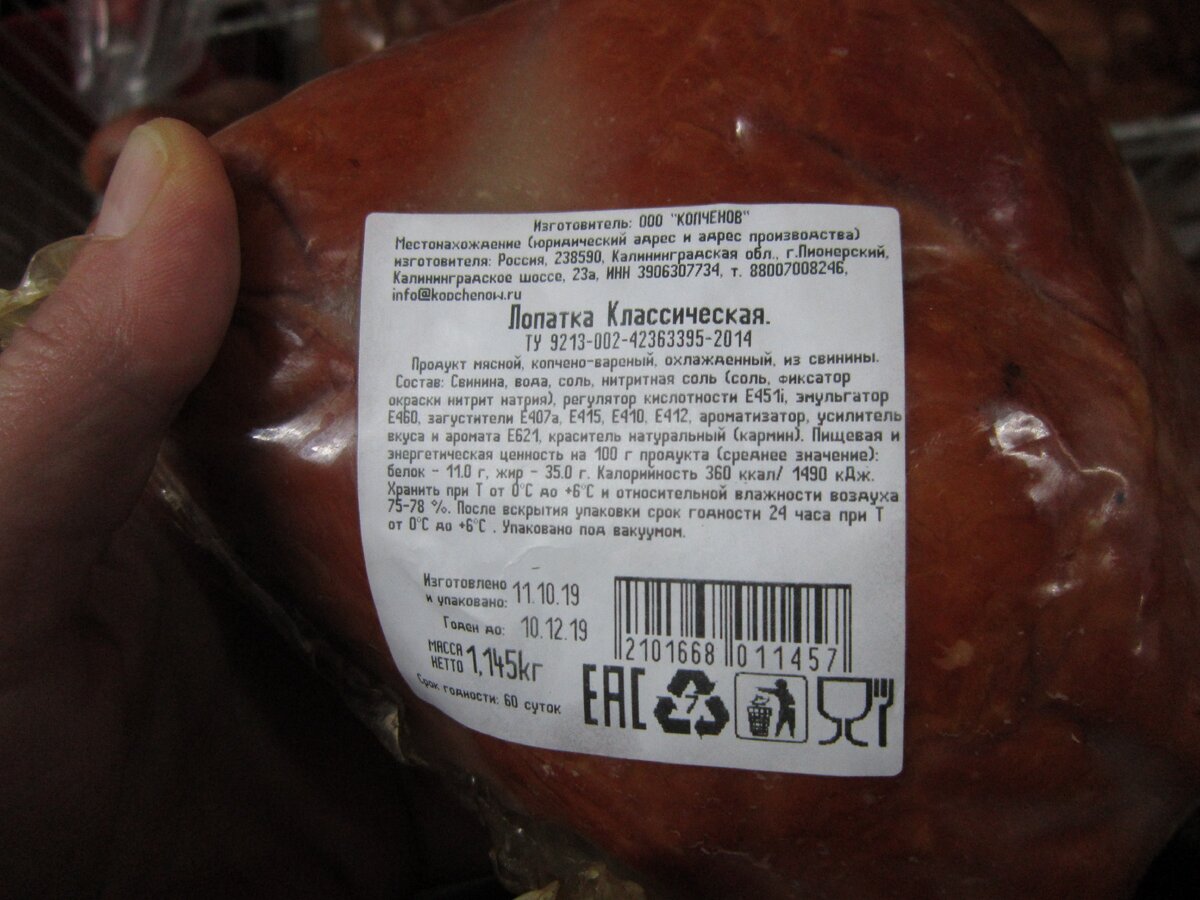 Изготовитель: ООО "КОПЧЕНОВ"
Местонахождение (юридический адрес и адрес производства)
изготовителя: Россия, 238590, Калининградская обл., г.Пионерский,
Калининградское шоссе, 23а, ИНН 3906307734, т. 88007008246,
info@kopchenow.ru
Лопатка Классическая.
ТУ 9213-002-42363395-2014
Продукт мясной, копчено-вареный, охлажденный, из свинины.
Состав: Свинина, вода, соль, нитритная соль (соль, фиксатор
окраски нитрит натрия), регулятор кислотности Е451i, эмульгатор
Е460, загустители Е407а, Е415, Е410, Е412, ароматизатор, усилитель
вкуса и аромата Е621, краситель натуральный (кармин). Пищевая и
энергетическая ценность на 100 г продукта (среднее значение):
белок - 11.0 г, жир - 35.0 г. Калорийность 360 ккал/ 1490 кДж.
Хранить при Т от 0°С до +6°С и относительной влажности воздуха
75-78 %. После вскрытия упаковки срок годности 24 часа при Т
от 0°С до +6°С . Упаковано под вакуумом.
Изготовлено
и упаковано: 11.10.19
Годен до: 10.12.19
МАССА
НЕТТО 1,145кг
Срок годности: 60 суток
2101668 011457
ЕАС 7